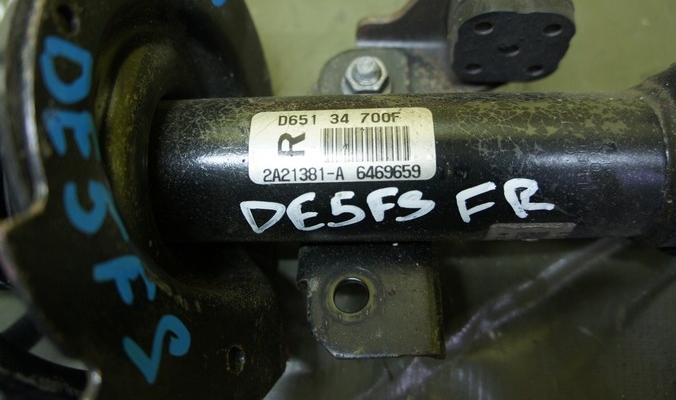 D651 34 700F
R
2A21381-A 6469659
DE5FS FR
DE5FS